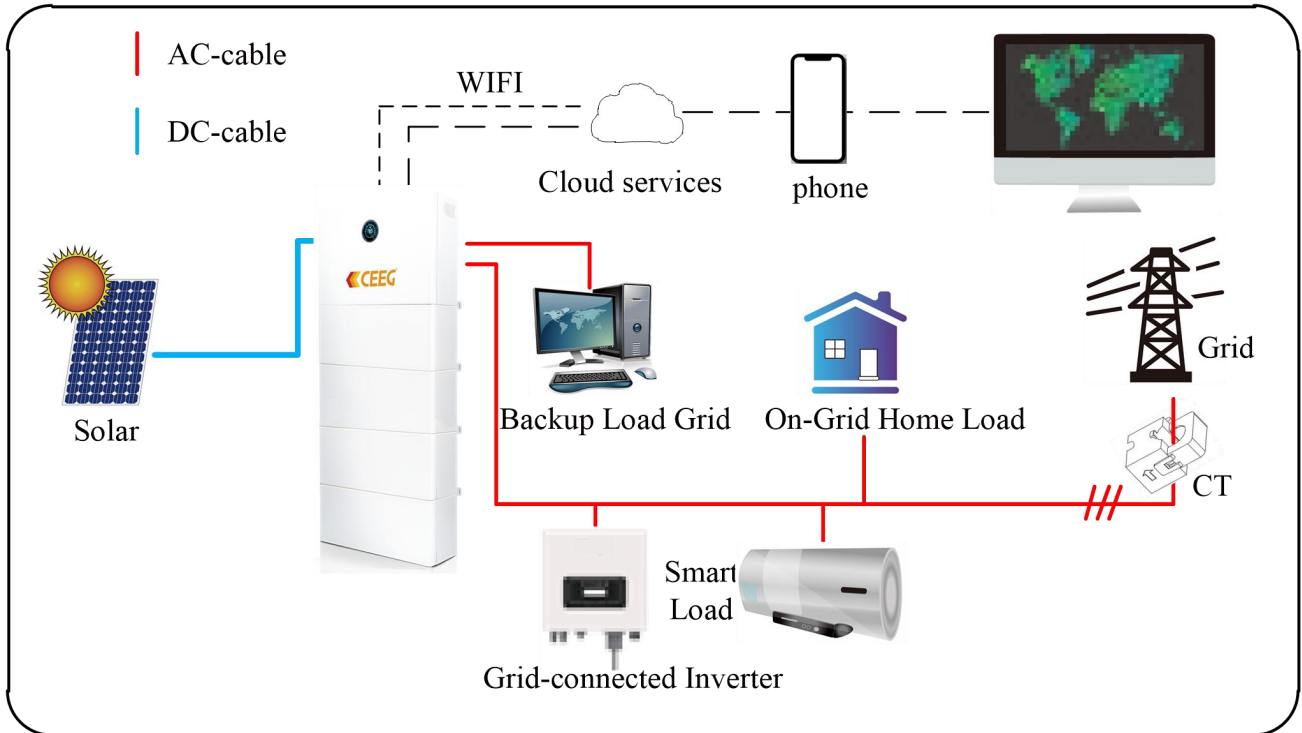 AC-cable
WIFI
DC-cable
Cloud services
phone
CEEG
Solar
Backup Load Grid
On-Grid Home Load
Grid
CT
Smart
Load
Grid-connected Inverter